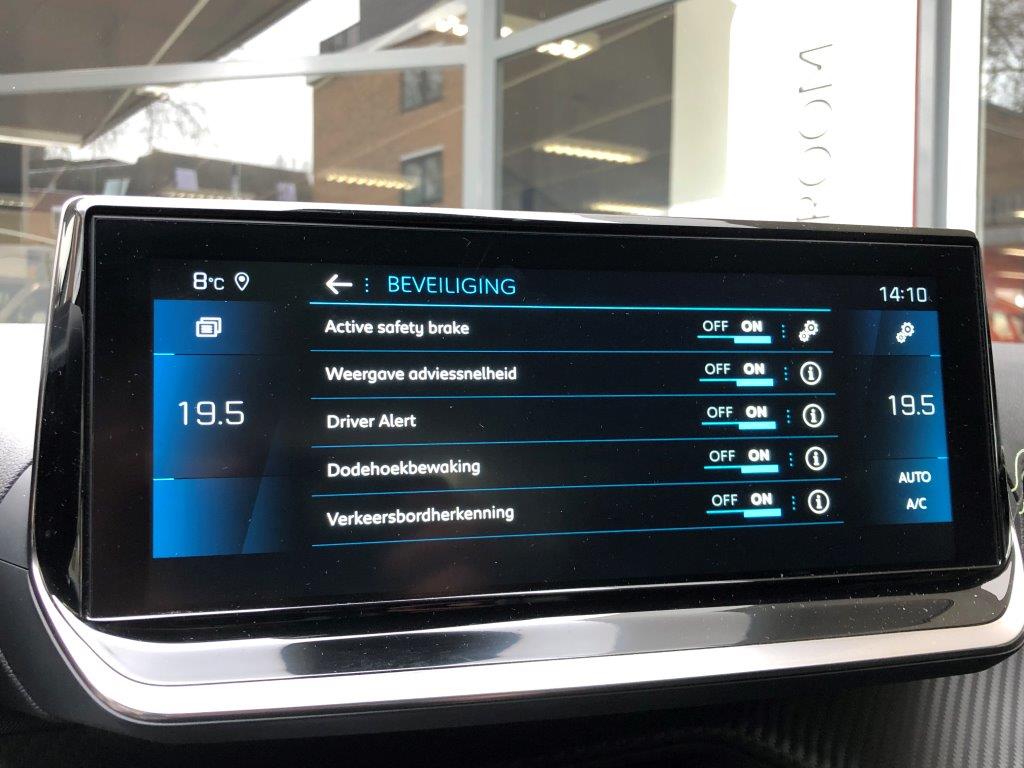 8°C
BEVEILIGING
14:10
Active safety brake OFF ON
Weergave adviessnelheid OFF ON
19.5
Driver Alert OFF ON
19.5
Dodehoekbewaking OFF ON
AUTO
A/C
Verkeersbordherkenning OFF ON